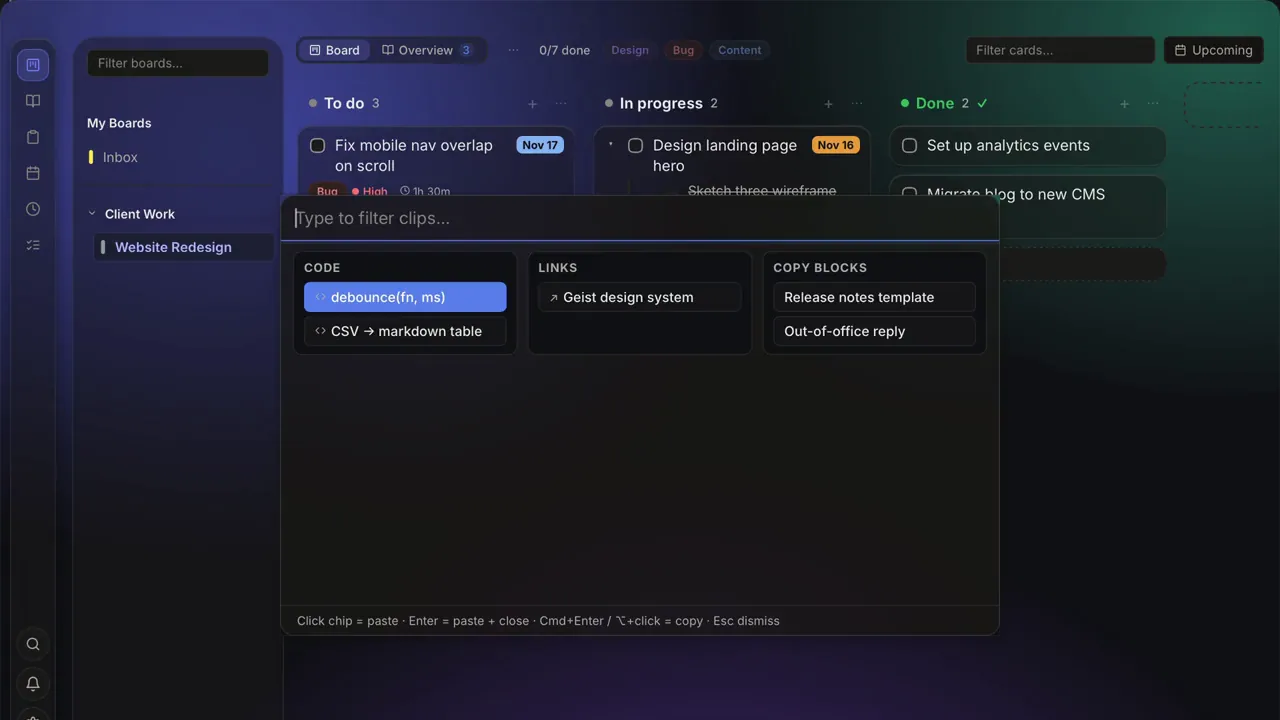 Filter boards...
My Boards
Inbox
Client Work
Website Redesign
Board
Overview 3
0/7 done
Design
Bug
Content
Filter cards...
Upcoming
To do 3
Fix mobile nav overlap
on scroll
Nov 17
Bug
High
1h 30m
In progress 2
Design landing page
hero
Nov 16
Sketch three wireframe
Done 2
Set up analytics events
Migrate blog to new CMS
Type to filter clips...
CODE
debounce(fn, ms)
CSV → markdown table
LINKS
Geist design system
COPY BLOCKS
Release notes template
Out-of-office reply
Click chip = paste · Enter = paste + close · Cmd+Enter / ⌥+click = copy · Esc dismiss